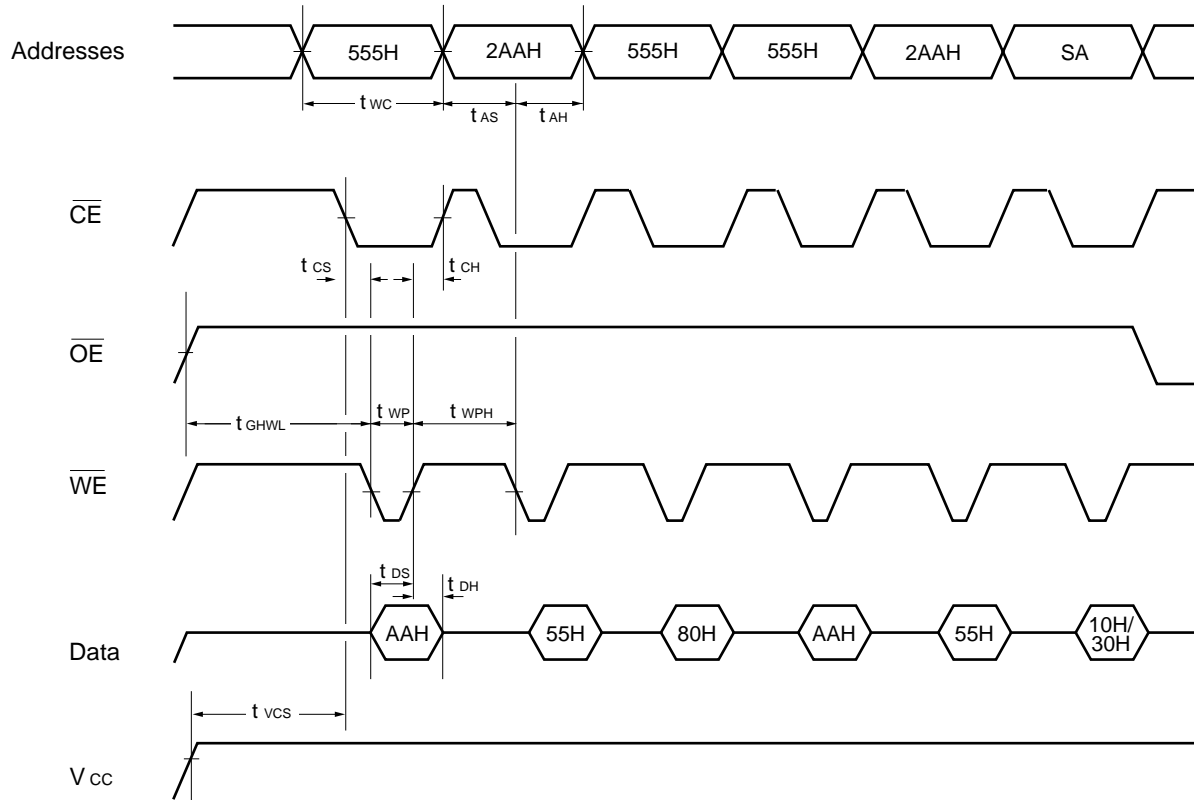 Addresses 555H 2AAH 555H 555H 2AAH SA
t WC t AS t AH
CE
t CS t CH
OE
t GHWL t WP t WPH
WE
t DS t DH
Data AAH 55H 80H AAH 55H 10H/
30H
t VCS
V CC